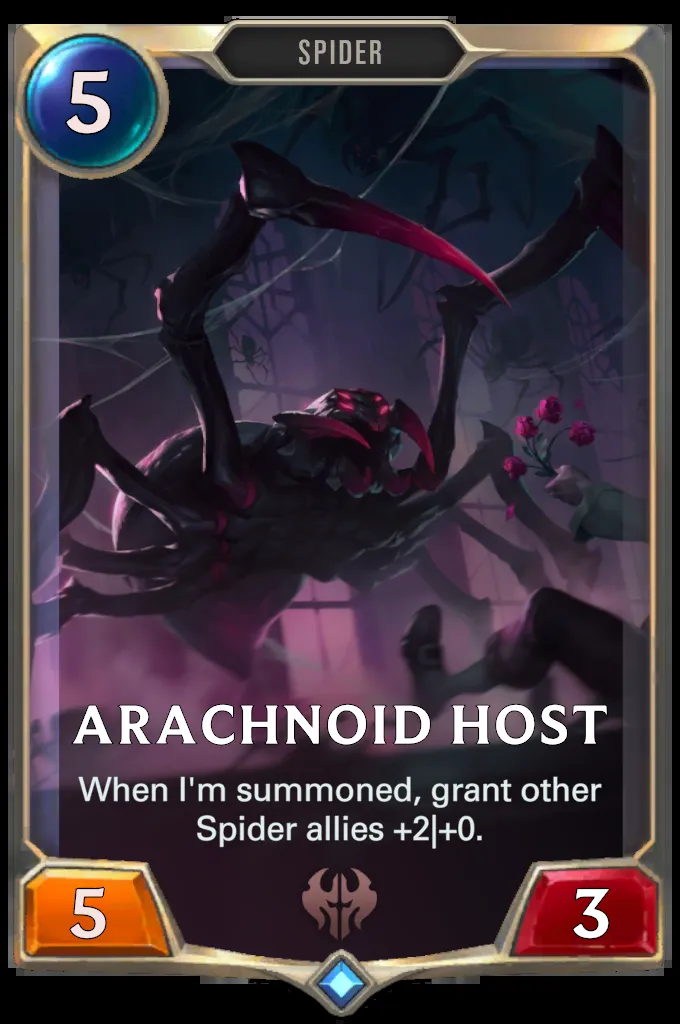 SPIDER
5
ARACHNOID HOST
When I'm summoned, grant other
Spider allies +2|+0.
5
3